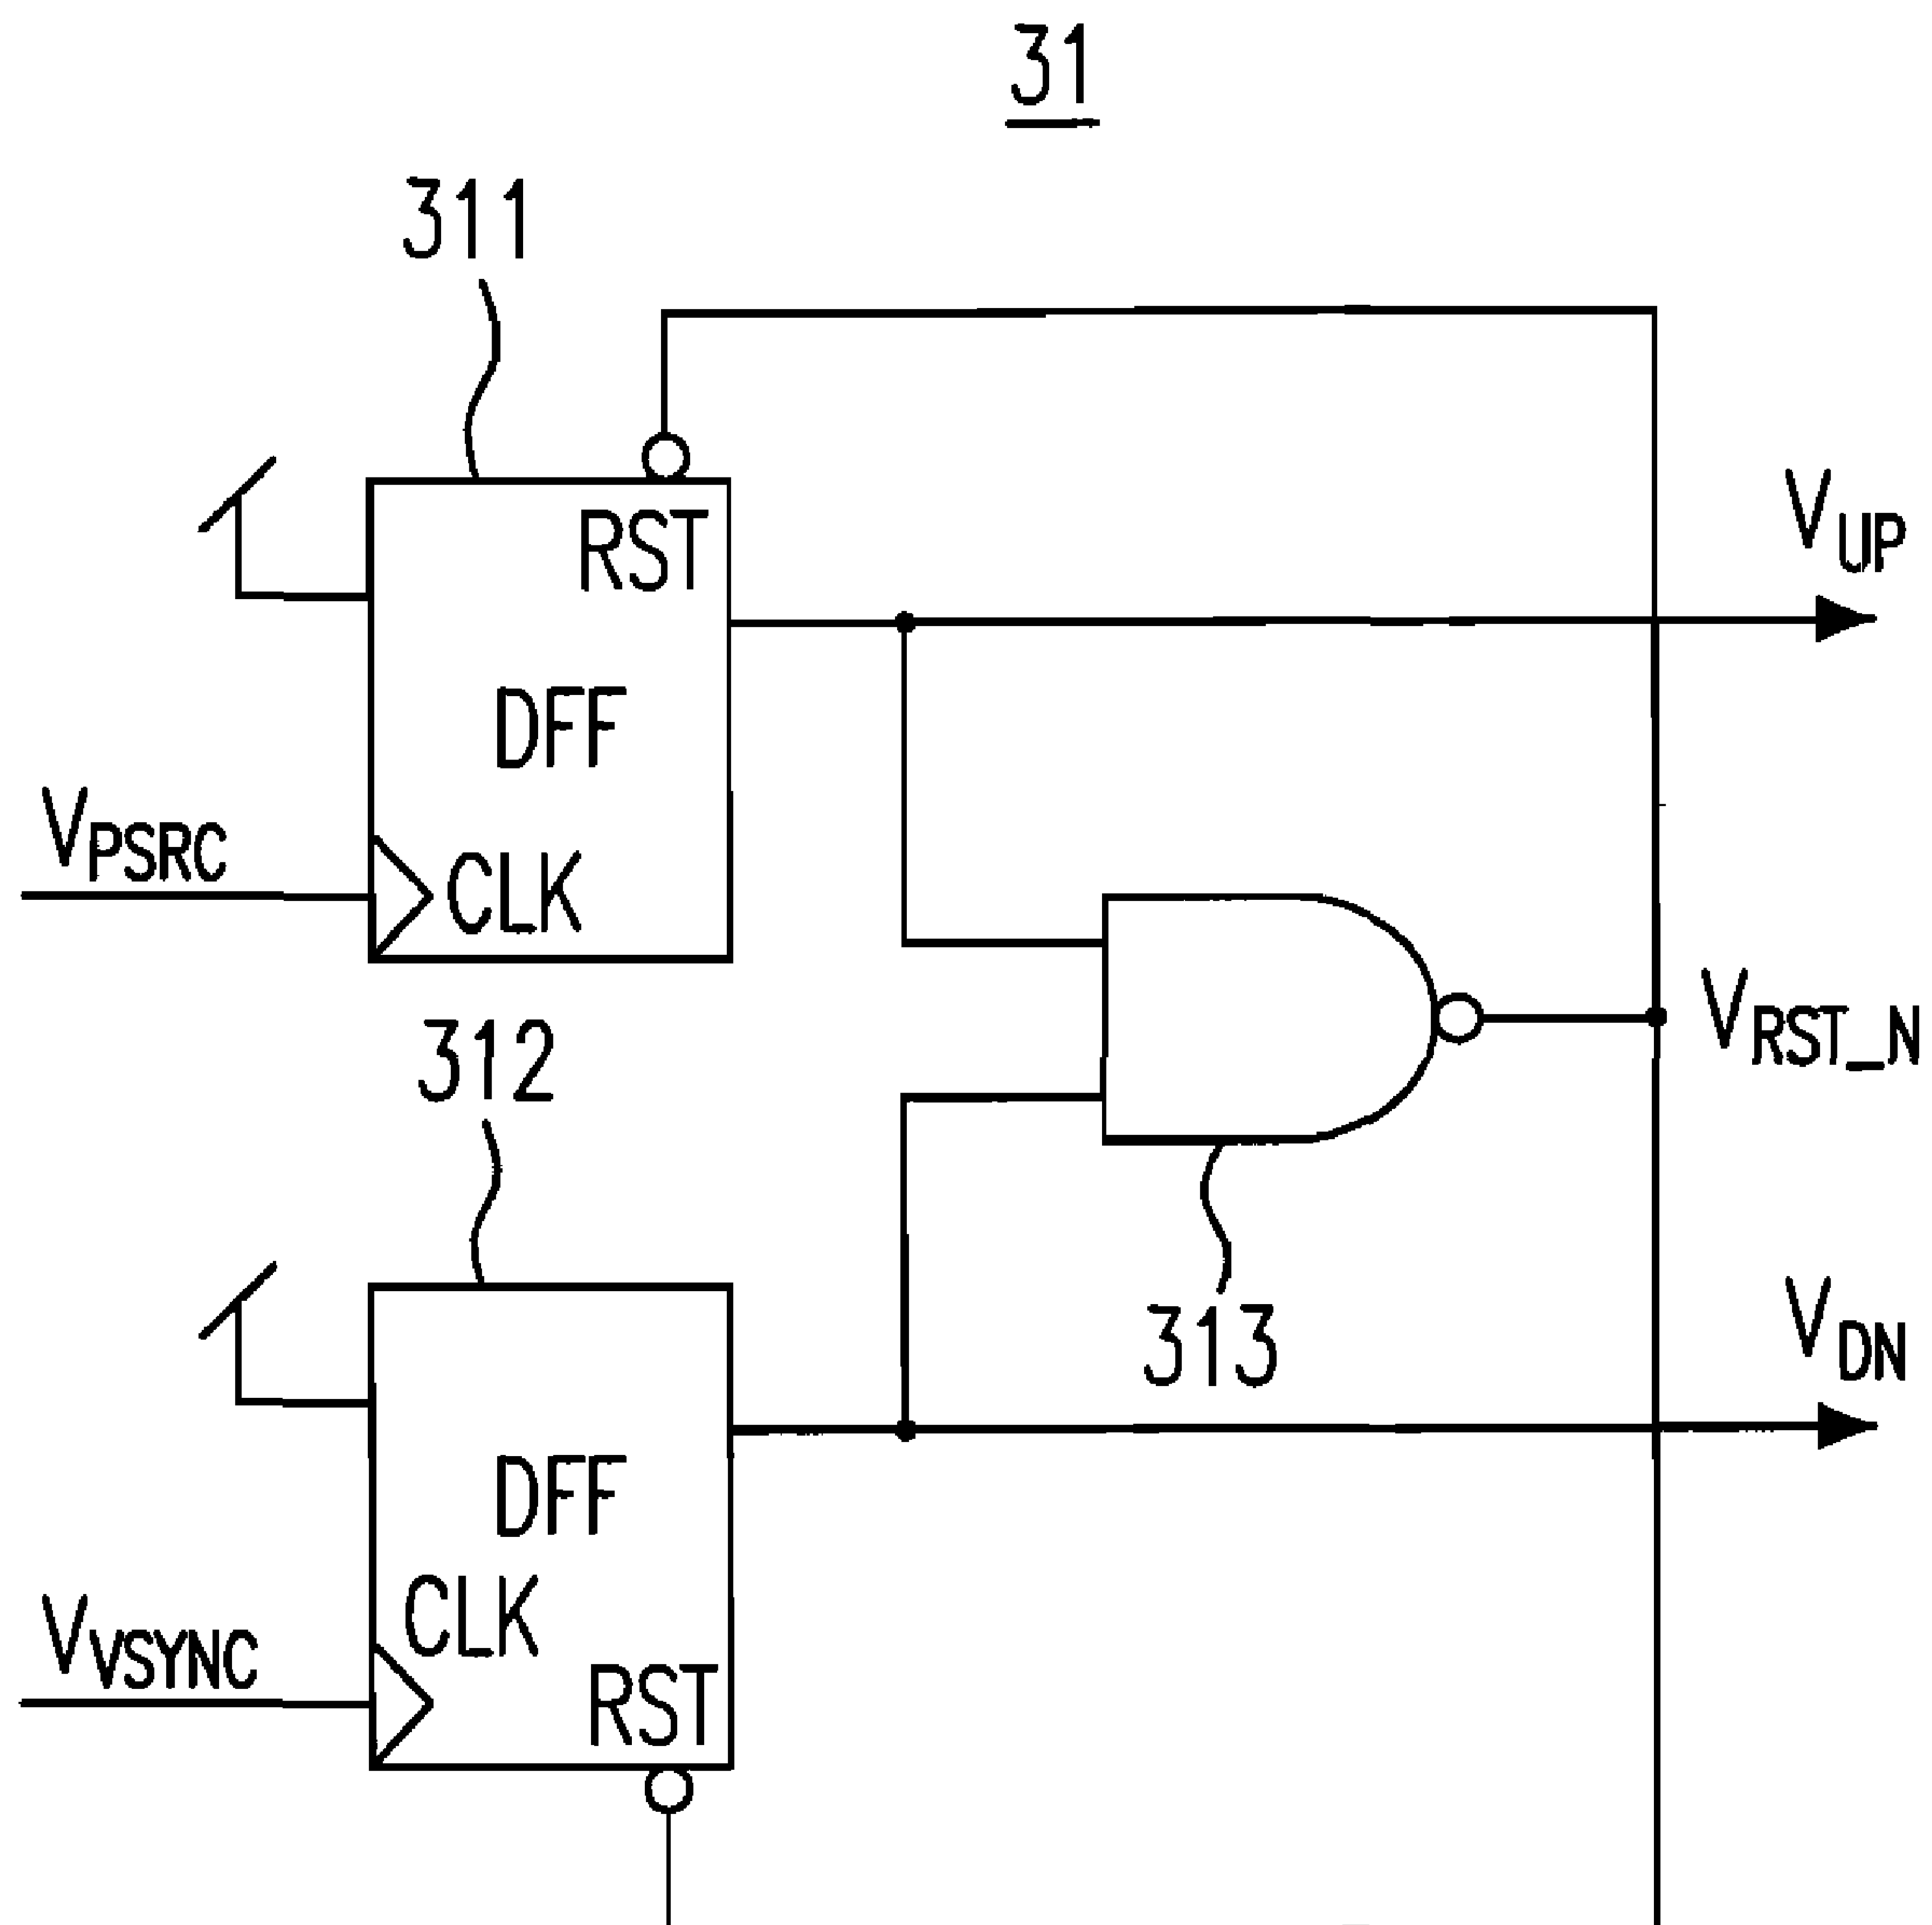 31
311
RST
V_UP
DFF
V_PSRC
CLK
V_RST_N
312
313
V_DN
DFF
CLK
V_VSYNC
RST